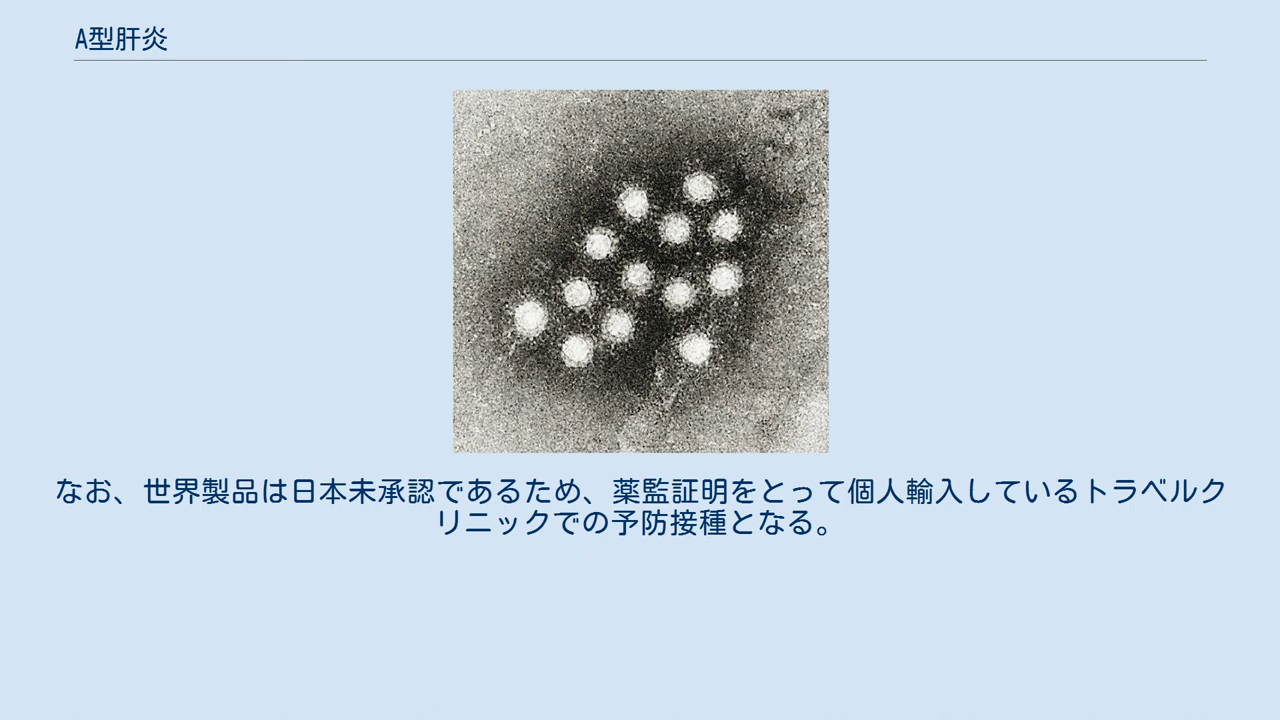 A型肝炎
なお、世界製品は日本未承認であるため、薬監証明をとって個人輸入しているトラベルク
リニックでの予防接種となる。